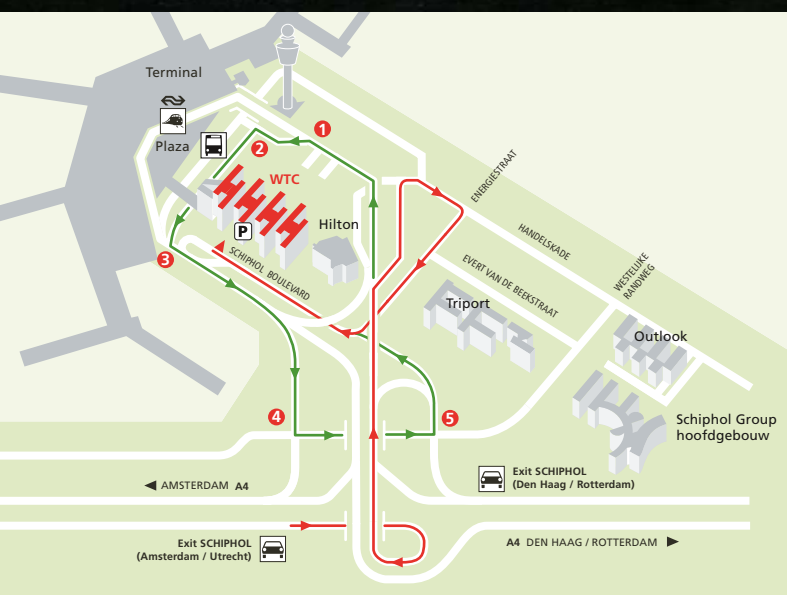 Terminal
1
Plaza
2
ENERGIESTRAAT
WTC
P
Hilton
HANDELSKADE
3
SCHIPHOL BOULEVARD
EVERT VAN DE BEEKSTRAAT
WESTELIJKE
RANDWEG
Triport
Outlook
4
5
Schiphol Group
hoofdgebouw
AMSTERDAM A4
Exit SCHIPHOL
(Den Haag / Rotterdam)
Exit SCHIPHOL
(Amsterdam / Utrecht)
A4 DEN HAAG / ROTTERDAM